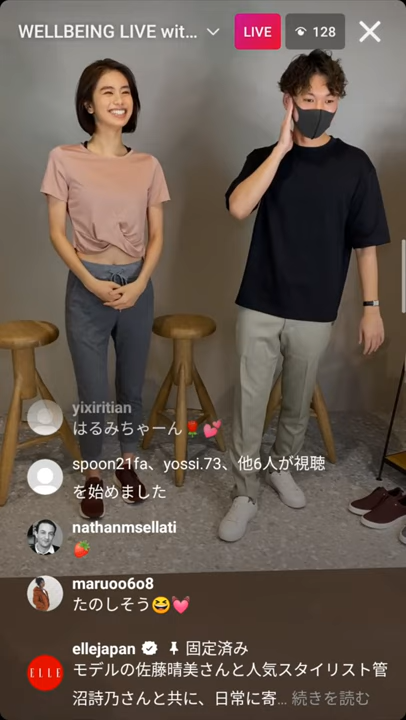 WELLBEING LIVE wit...
LIVE
128
yixiritian
はるみちゃーん🌹💕
spoon21fa、yossi.73、他6人が視聴
を始めました
nathanmsellati
🍓
maruoo6o8
たのしそう😆💓
ELLE
ellejapan 固定済み
モデルの佐藤晴美さんと人気スタイリスト管
沼詩乃さんと共に、日常に寄... 続きを読む